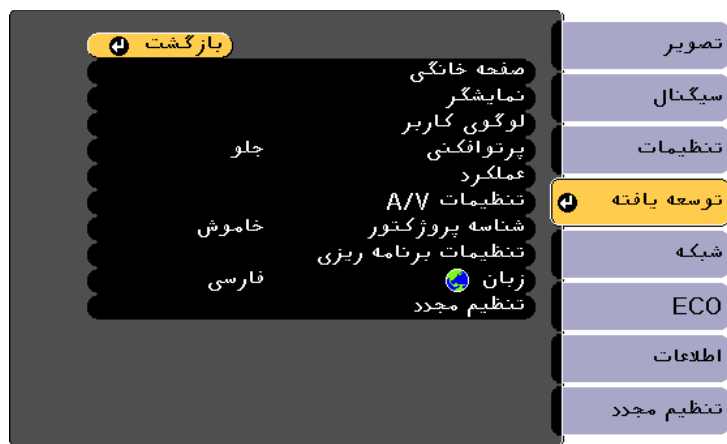 تصویر
سیگنال
تنظیمات
توسعه یافته
شبکه
ECO
اطلاعات
تنظیم مجدد
بازگشت
صفحه خانگی
نمایشگر
لوگوی کاربر
پرتوافکنی جلو
عملکرد
تنظیمات A/V
شناسه پروژکتور خاموش
تنظیمات برنامه ریزی
زبان فارسی
تنظیم مجدد